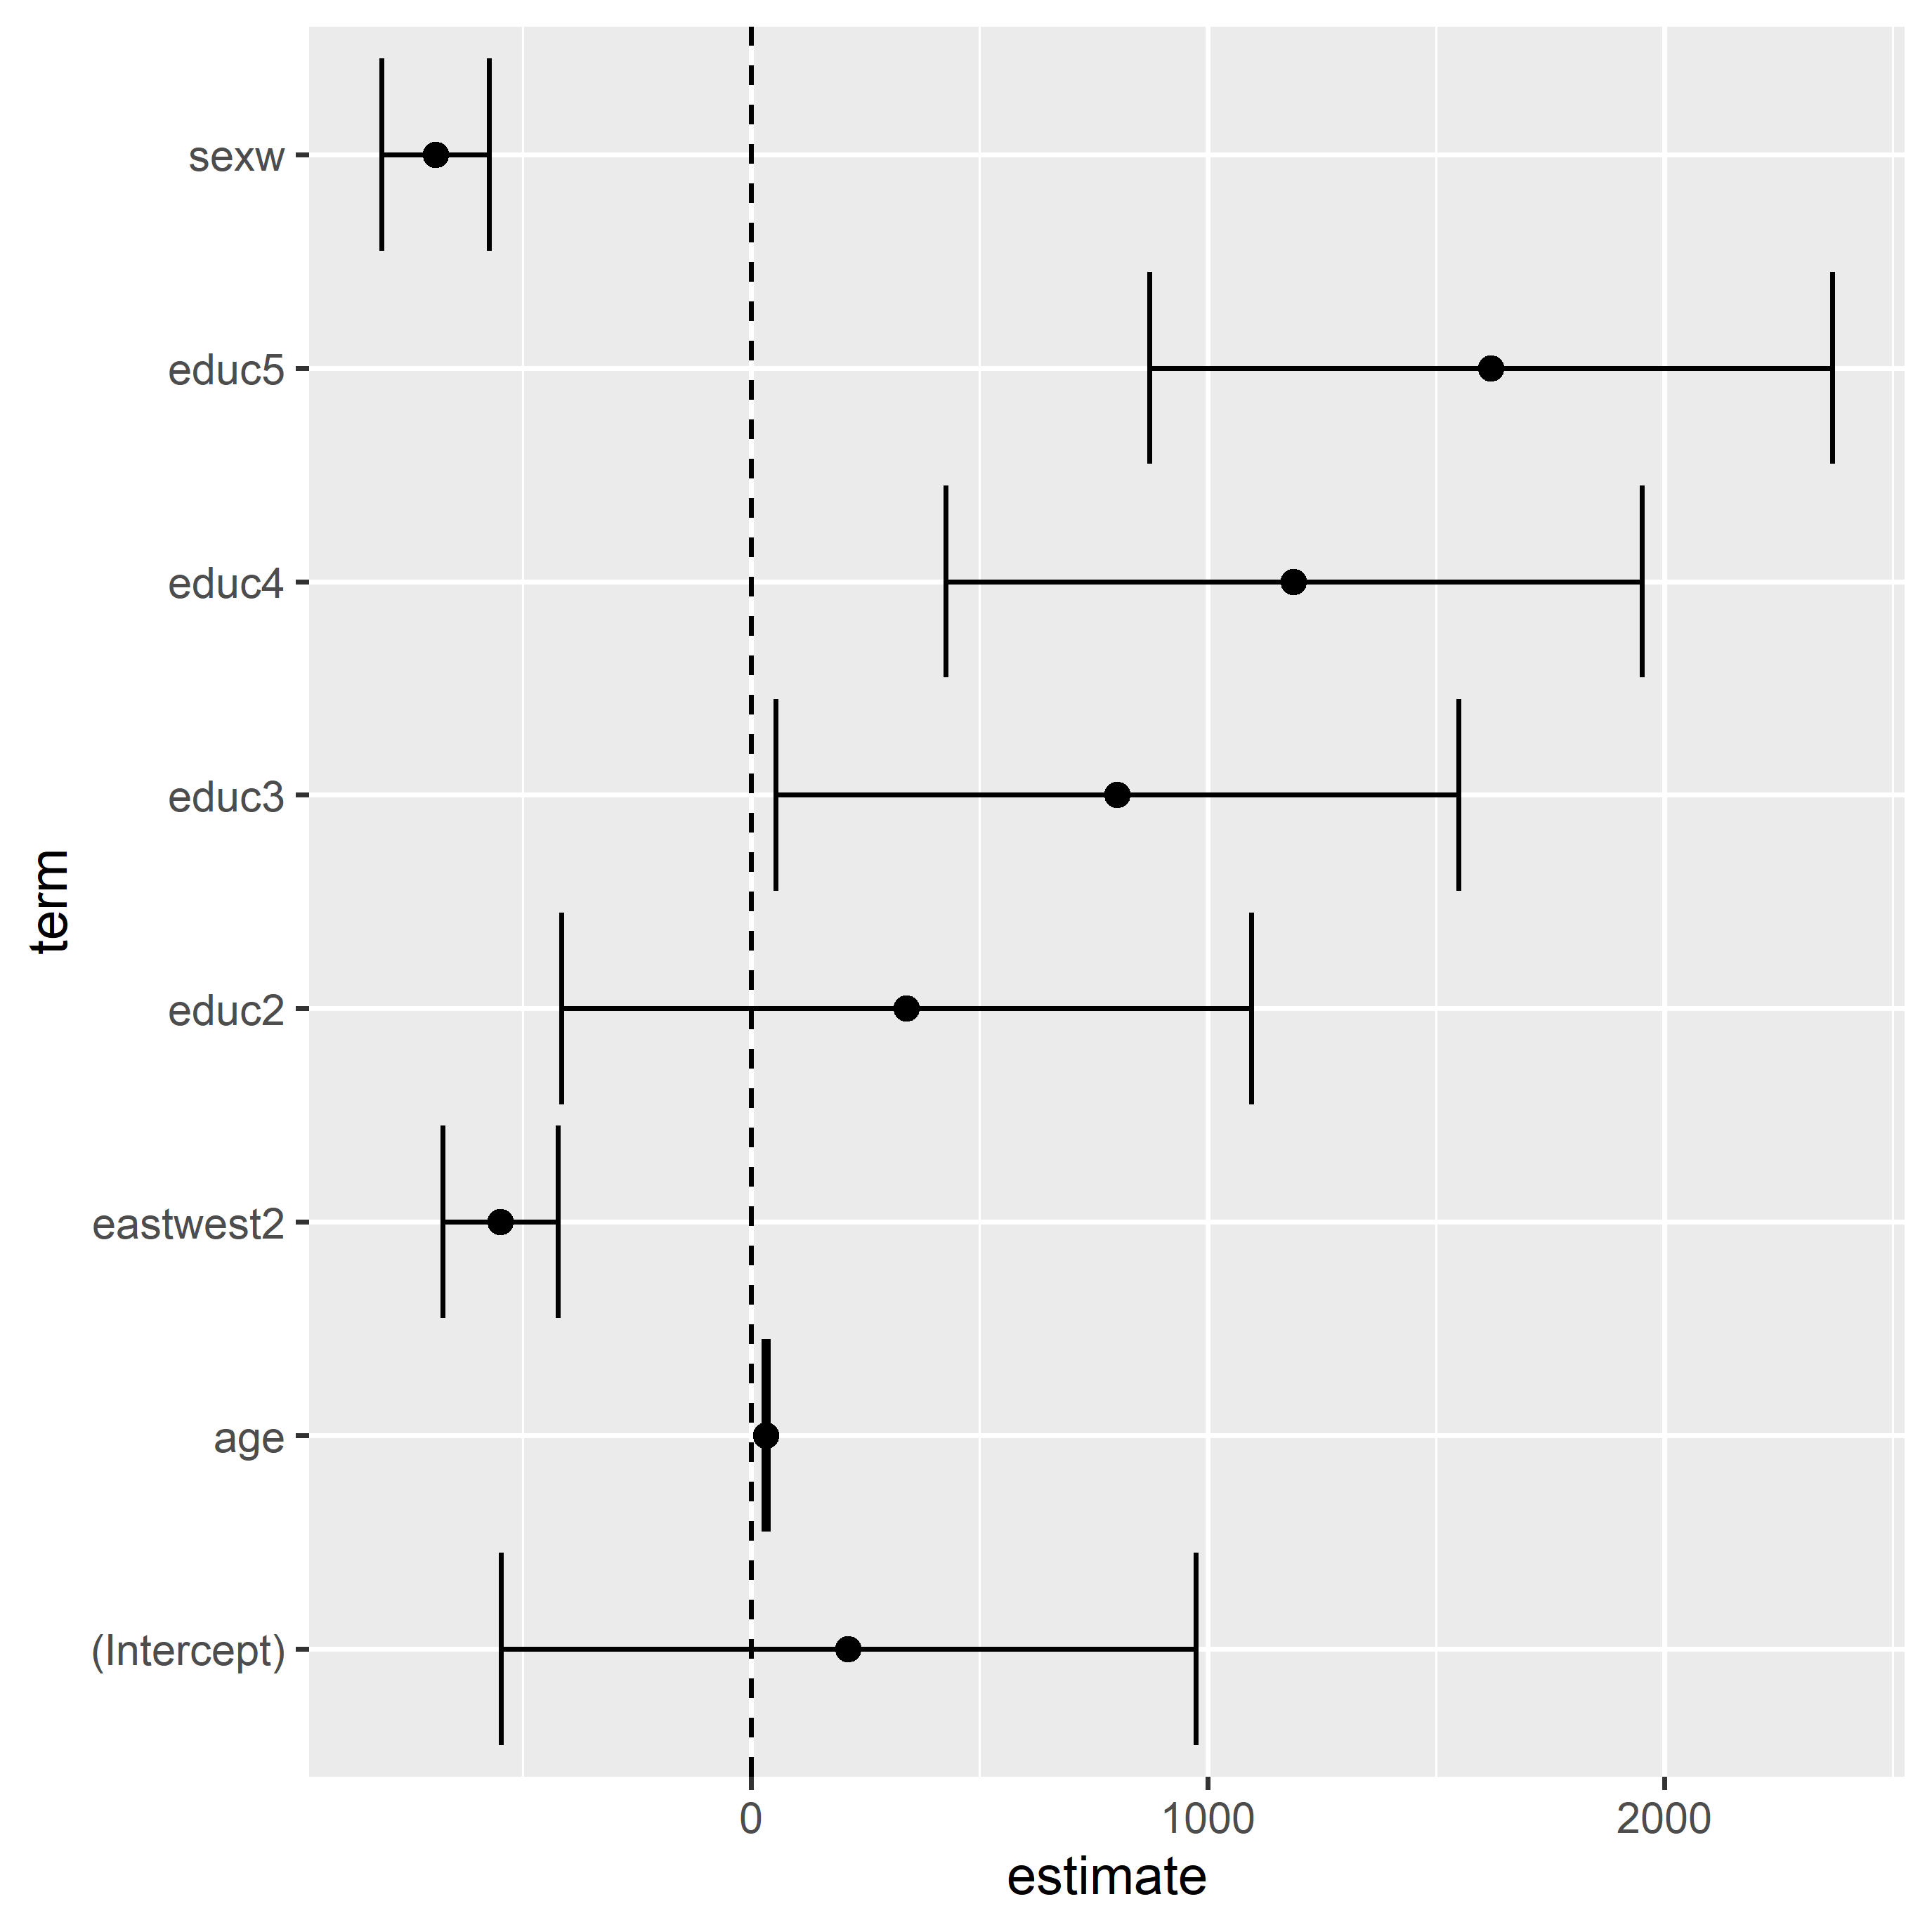 sexw
educ5
educ4
educ3
educ2
eastwest2
age
(Intercept)
term
0 1000 2000
estimate